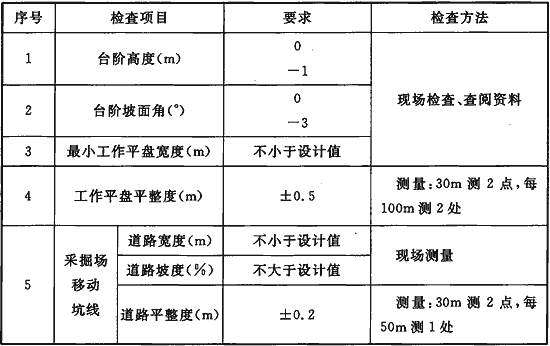 序号 检查项目 要求 检查方法
1 台阶高度(m) 0
−1
现场检查、查阅资料
2 台阶坡面角(°) 0
−3
3 最小工作平盘宽度(m) 不小于设计值
4 工作平盘平整度(m) ±0.5 测量:30m 测 2 点,每
100m 测 2 处
5 采掘场
移动
坑线
道路宽度(m) 不小于设计值
道路坡度(%) 不大于设计值
现场测量
道路平整度(m) ±0.2 测量:30m 测 2 点,每
50m 测 1 处